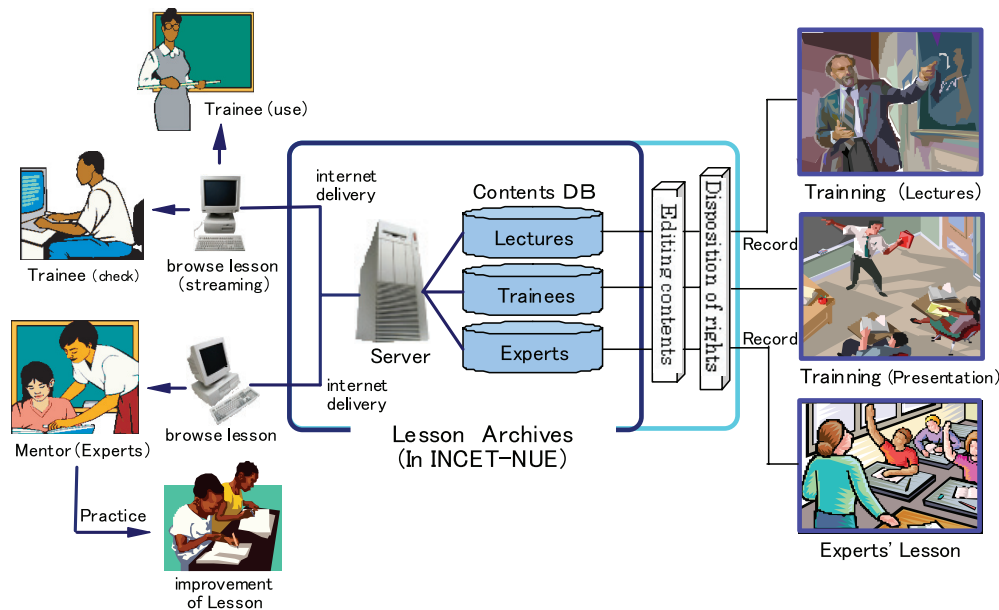 Trainee (use)
Trainee (check)
browse lesson
(streaming)
internet
delivery
Contents DB
Lectures
Trainees
Experts
Server
Editing contents
Disposition of rights
Record
Record
Trainning (Lectures)
Trainning (Presentation)
Experts' Lesson
internet
delivery
browse lesson
Mentor (Experts)
Practice
improvement
of Lesson
Lesson Archives
(In INCET-NUE)